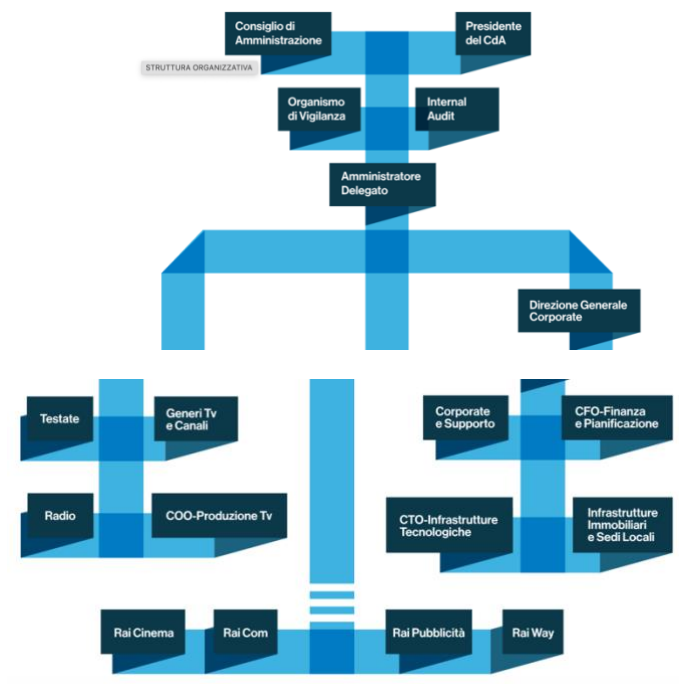 Consiglio di
Amministrazione
Presidente
del CdA
STRUTTURA ORGANIZZATIVA
Organismo
di Vigilanza
Internal
Audit
Amministratore
Delegato
Direzione Generale
Corporate
Testate
Generi Tv
e Canali
Corporate
e Supporto
CFO-Finanza
e Pianificazione
Radio
COO-Produzione Tv
CTO-Infrastrutture
Tecnologiche
Infrastrutture
Immobiliari
e Sedi Locali
Rai Cinema
Rai Com
Rai Pubblicità
Rai Way